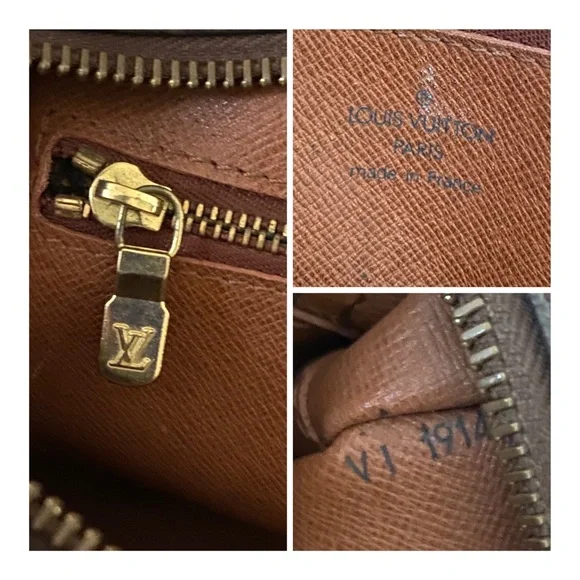 LV
®
LOUIS VUITTON
PARIS
made in France
VI 1914